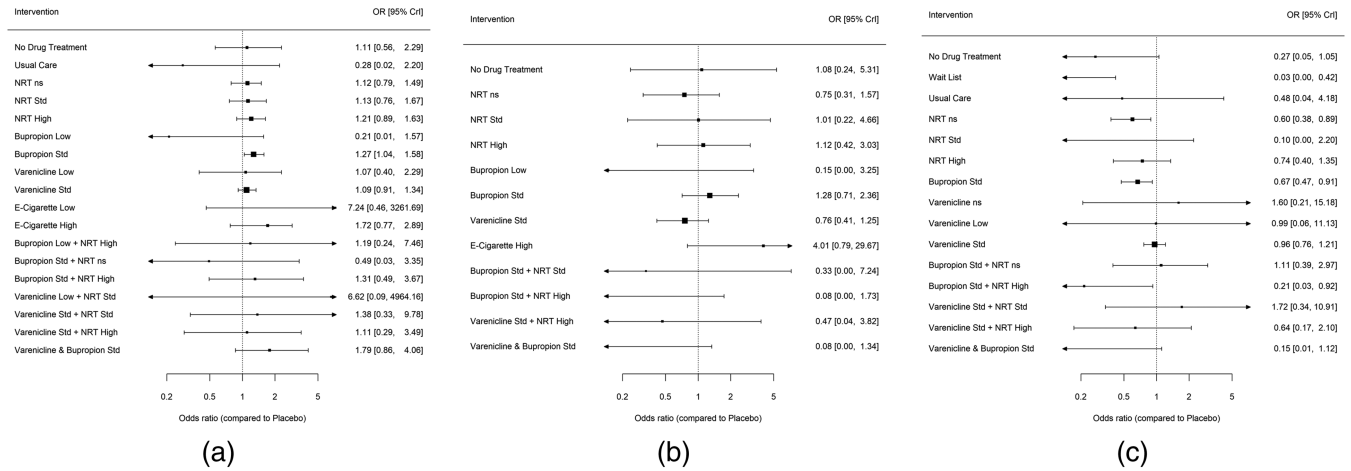 Intervention OR [95% CrI]
No Drug Treatment 1.11 [0.56, 2.29]
Usual Care 0.28 [0.02, 2.20]
NRT ns 1.12 [0.79, 1.49]
NRT Std 1.13 [0.76, 1.67]
NRT High 1.21 [0.89, 1.63]
Bupropion Low 0.21 [0.01, 1.57]
Bupropion Std 1.27 [1.04, 1.58]
Varenicline Low 1.07 [0.40, 2.29]
Varenicline Std 1.09 [0.91, 1.34]
E-Cigarette Low 7.24 [0.46, 3261.69]
E-Cigarette High 1.72 [0.77, 2.89]
Bupropion Low + NRT High 1.19 [0.24, 7.46]
Bupropion Std + NRT ns 0.49 [0.03, 3.35]
Bupropion Std + NRT High 1.31 [0.49, 3.67]
Varenicline Low + NRT Std 6.62 [0.09, 4964.16]
Varenicline Std + NRT Std 1.38 [0.33, 9.78]
Varenicline Std + NRT High 1.11 [0.29, 3.49]
Varenicline & Bupropion Std 1.79 [0.86, 4.06]
0.2 0.5 1 2 5
Odds ratio (compared to Placebo)
(a)
Intervention OR [95% CrI]
No Drug Treatment 1.08 [0.24, 5.31]
NRT ns 0.75 [0.31, 1.57]
NRT Std 1.01 [0.22, 4.66]
NRT High 1.12 [0.42, 3.03]
Bupropion Low 0.15 [0.00, 3.25]
Bupropion Std 1.28 [0.71, 2.36]
Varenicline Std 0.76 [0.41, 1.25]
E-Cigarette High 4.01 [0.79, 29.67]
Bupropion Std + NRT Std 0.33 [0.00, 7.24]
Bupropion Std + NRT High 0.08 [0.00, 1.73]
Varenicline Std + NRT High 0.47 [0.04, 3.82]
Varenicline & Bupropion Std 0.08 [0.00, 1.34]
0.2 0.5 1 2 5
Odds ratio (compared to Placebo)
(b)
Intervention OR [95% CrI]
No Drug Treatment 0.27 [0.05, 1.05]
Wait List 0.03 [0.00, 0.42]
Usual Care 0.48 [0.04, 4.18]
NRT ns 0.60 [0.38, 0.89]
NRT Std 0.10 [0.00, 2.20]
NRT High 0.74 [0.40, 1.35]
Bupropion Std 0.67 [0.47, 0.91]
Varenicline ns 1.60 [0.21, 15.18]
Varenicline Low 0.99 [0.06, 11.13]
Varenicline Std 0.96 [0.76, 1.21]
Bupropion Std + NRT ns 1.11 [0.39, 2.97]
Bupropion Std + NRT High 0.21 [0.03, 0.92]
Varenicline Std + NRT Std 1.72 [0.34, 10.91]
Varenicline Std + NRT High 0.64 [0.17, 2.10]
Varenicline & Bupropion Std 0.15 [0.01, 1.12]
0.2 0.5 1 2 5
Odds ratio (compared to Placebo)
(c)